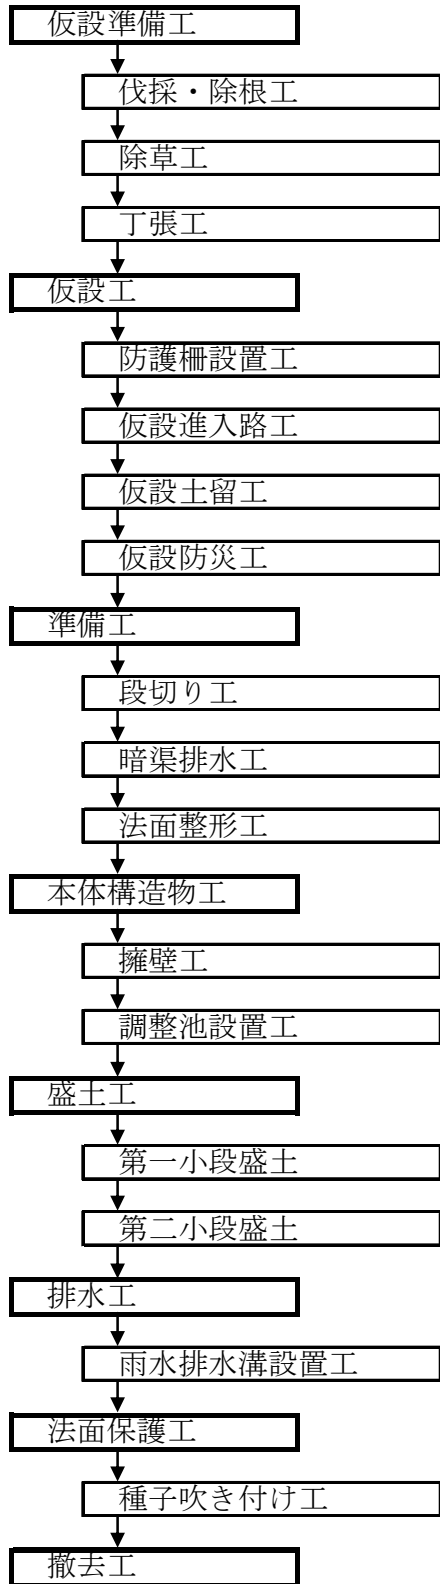 仮設準備工
伐採・除根工
除草工
丁張工
仮設工
防護柵設置工
仮設進入路工
仮設土留工
仮設防災工
準備工
段切り工
暗渠排水工
法面整形工
本体構造物工
擁壁工
調整池設置工
盛土工
第一小段盛土
第二小段盛土
排水工
雨水排水溝設置工
法面保護工
種子吹き付け工
撤去工